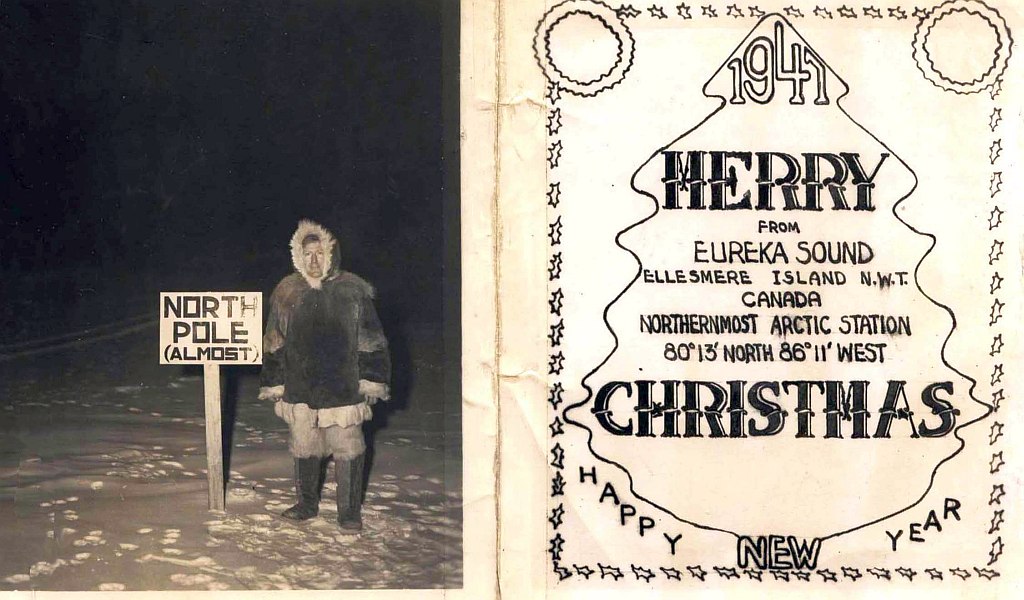 NORTH
POLE
(ALMOST)
1947
MERRY
FROM
EUREKA SOUND
ELLESMERE ISLAND N.W.T.
CANADA
NORTHERNMOST ARCTIC STATION
80°13' NORTH 86°11' WEST
CHRISTMAS
HAPPY NEW YEAR